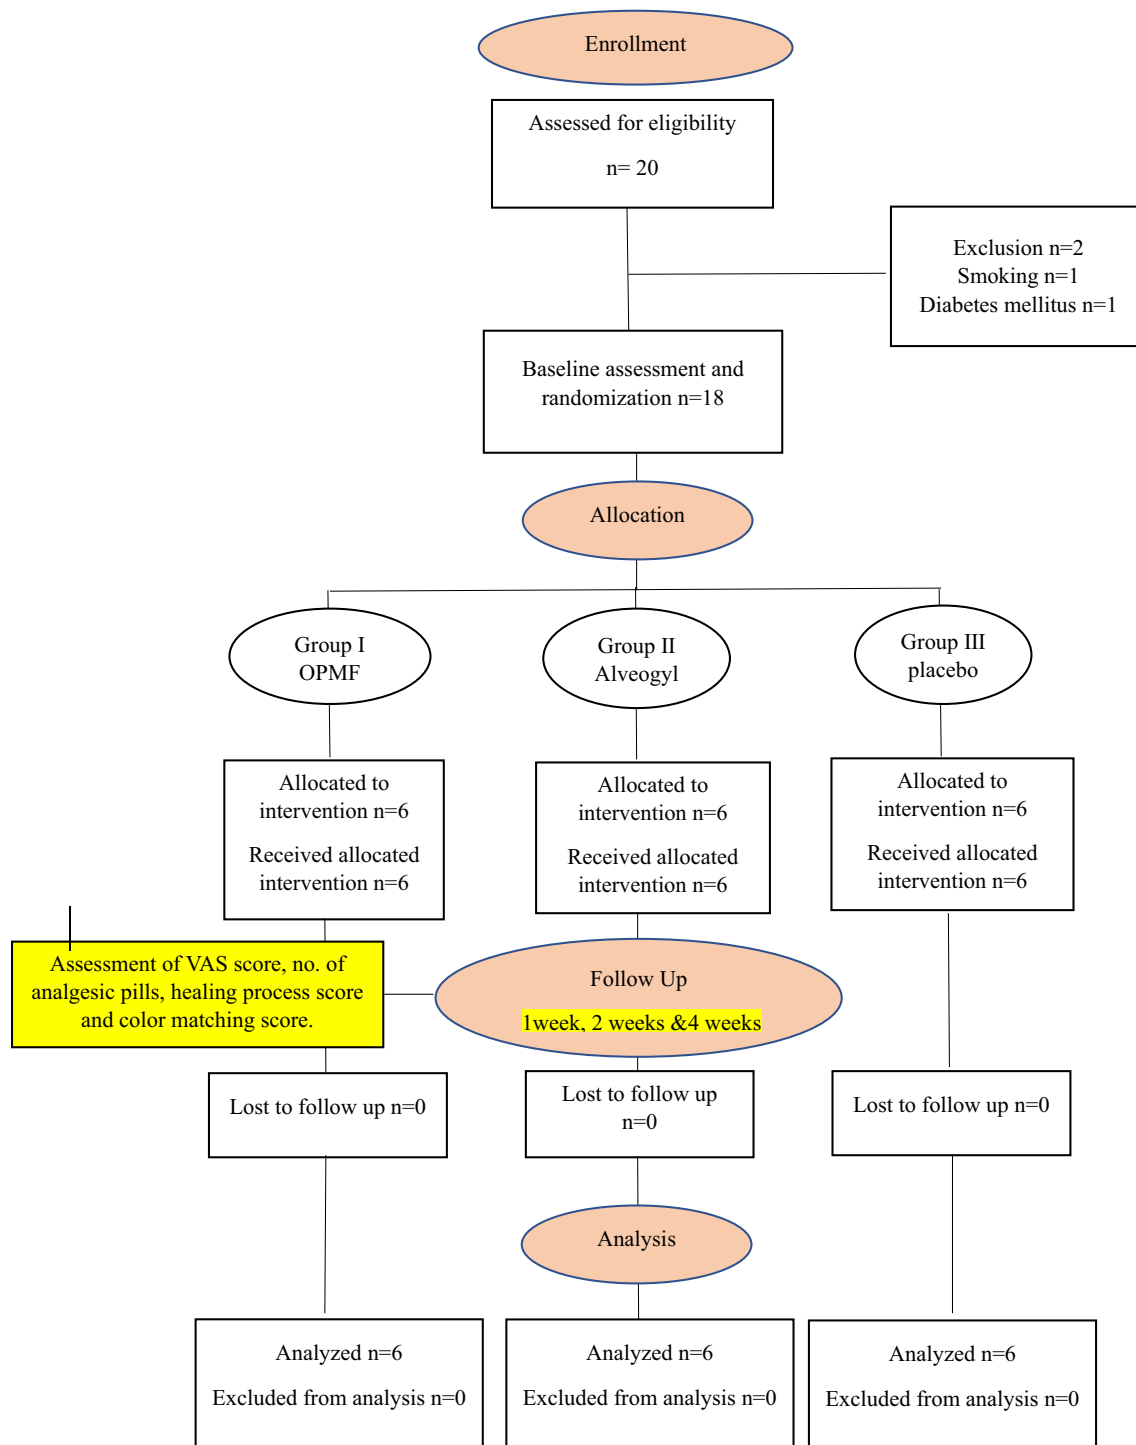 Enrollment
Assessed for eligibility
n= 20
Exclusion n=2
Smoking n=1
Diabetes mellitus n=1
Baseline assessment and
randomization n=18
Allocation
Group I
OPMF
Group II
Alveogyl
Group III
placebo
Allocated to
intervention n=6
Received allocated
intervention n=6
Allocated to
intervention n=6
Received allocated
intervention n=6
Allocated to
intervention n=6
Received allocated
intervention n=6
Assessment of VAS score, no. of
analgesic pills, healing process score
and color matching score.
Follow Up
1week, 2 weeks &4 weeks
Lost to follow up n=0
Lost to follow up
n=0
Lost to follow up n=0
Analysis
Analyzed n=6
Excluded from analysis n=0
Analyzed n=6
Excluded from analysis n=0
Analyzed n=6
Excluded from analysis n=0